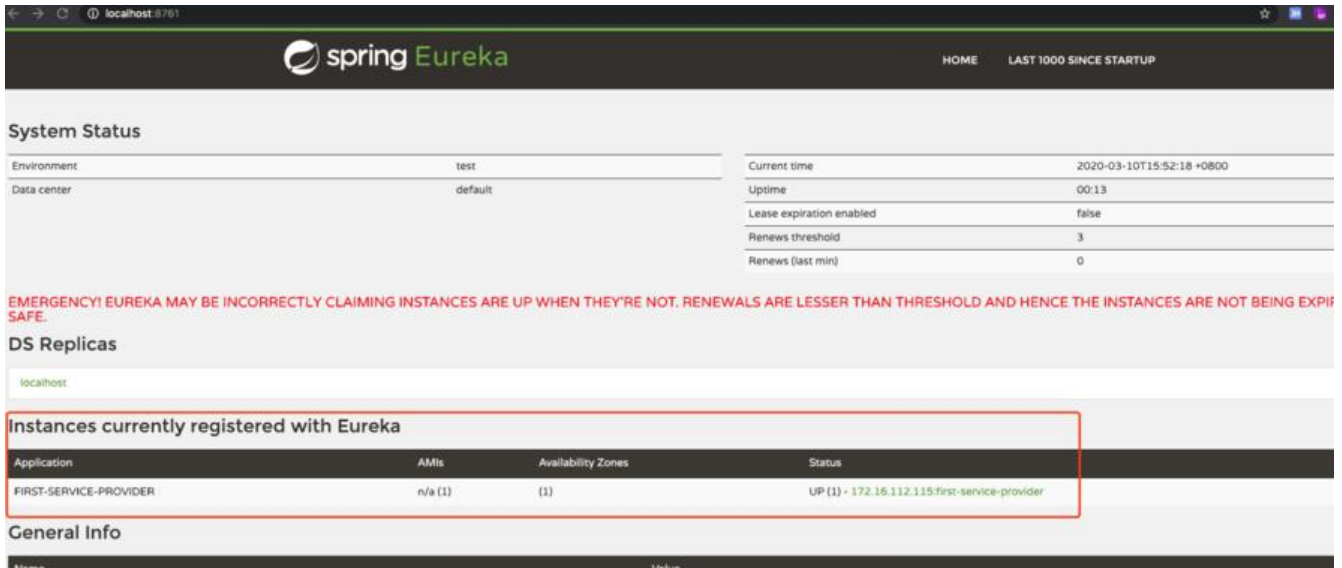 localhost:8761
spring Eureka
HOME LAST 1000 SINCE STARTUP
System Status
Environment test
Data center default
Current time 2020-03-10T15:52:18 +0800
Uptime 00:13
Lease expiration enabled false
Renews threshold 3
Renews (last min) 0
EMERGENCY! EUREKA MAY BE INCORRECTLY CLAIMING INSTANCES ARE UP WHEN THEY'RE NOT. RENEWALS ARE LESSER THAN THRESHOLD AND HENCE THE INSTANCES ARE NOT BEING EXPIR
SAFE.
DS Replicas
localhost
Instances currently registered with Eureka
Application AMIs Availability Zones Status
FIRST-SERVICE-PROVIDER n/a (1) (1) UP (1) - 172.16.112.115:first-service-provider
General Info
Name Value